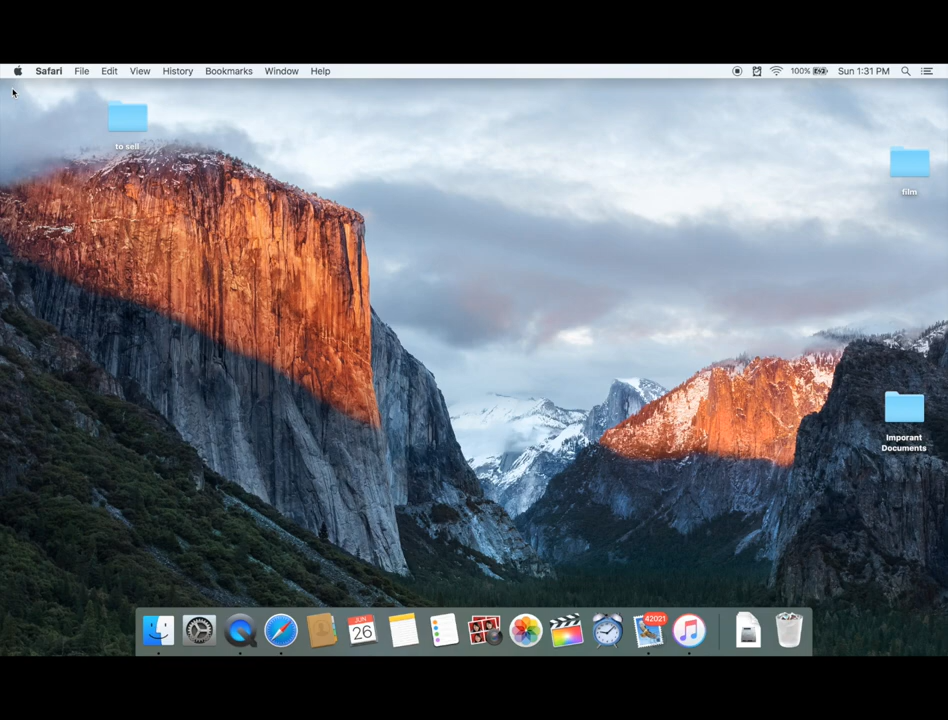 Safari File Edit View History Bookmarks Window Help 100% Sun 1:31 PM
to sell
film
Imporant
Documents
JUN
26
42021